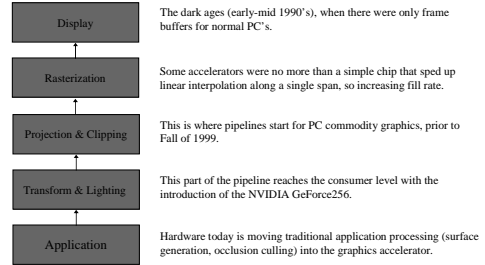 Display
The dark ages (early-mid 1990's), when there were only frame
buffers for normal PC's.
Rasterization
Some accelerators were no more than a simple chip that sped up
linear interpolation along a single span, so increasing fill rate.
Projection & Clipping
This is where pipelines start for PC commodity graphics, prior to
Fall of 1999.
Transform & Lighting
This part of the pipeline reaches the consumer level with the
introduction of the NVIDIA GeForce256.
Application
Hardware today is moving traditional application processing (surface
generation, occlusion culling) into the graphics accelerator.